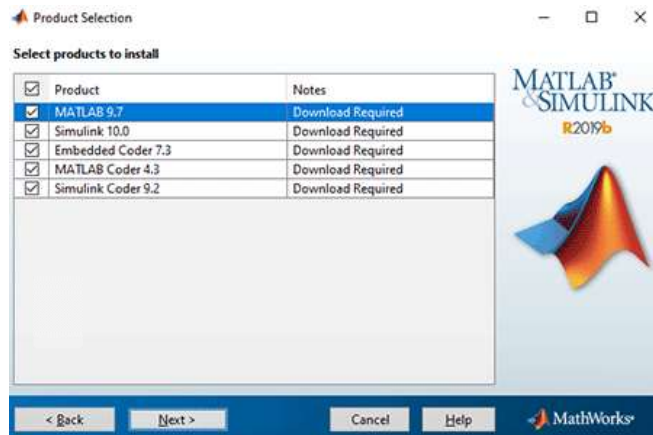 Product Selection
Select products to install
Product Notes
MATLAB 9.7 Download Required
Simulink 10.0 Download Required
Embedded Coder 7.3 Download Required
MATLAB Coder 4.3 Download Required
Simulink Coder 9.2 Download Required
MATLAB®
&SIMULINK
R2019b
< Back Next > Cancel Help MathWorks®